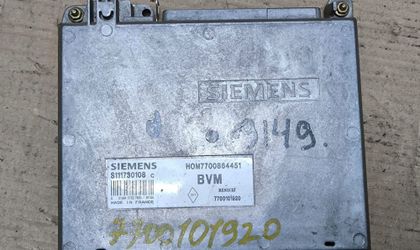 SIEMENS
9149.
SIEMENS HOM7700864451
S111730108 C BVM
RENAULT
7700101920
MADE IN FRANCE
7700101920